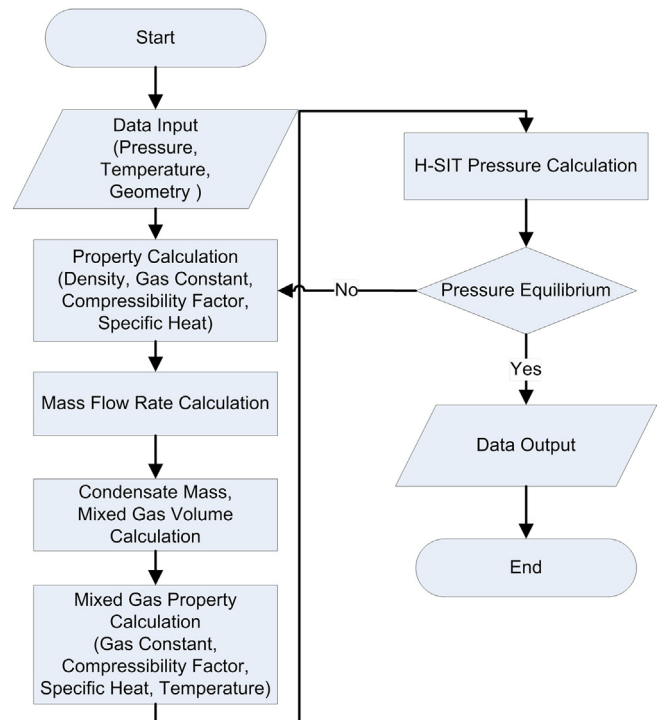 Start
Data Input
(Pressure,
Temperature,
Geometry )
Property Calculation
(Density, Gas Constant,
Compressibility Factor,
Specific Heat)
Mass Flow Rate Calculation
Condensate Mass,
Mixed Gas Volume
Calculation
Mixed Gas Property
Calculation
(Gas Constant,
Compressibility Factor,
Specific Heat, Temperature)
H-SIT Pressure Calculation
Pressure Equilibrium
No
Yes
Data Output
End